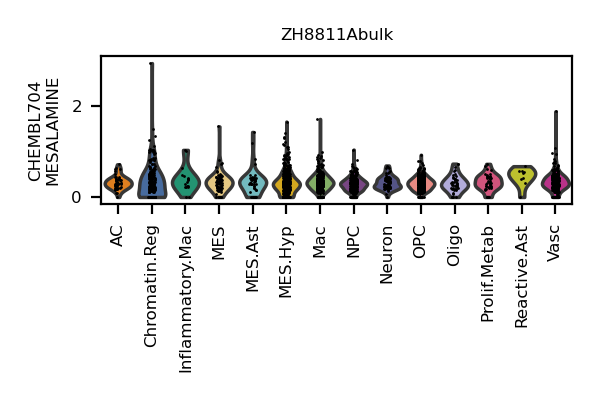 ZH8811Abulk
CHEMBL704
MESALAMINE
2
0
AC
Chromatin.Reg
Inflammatory.Mac
MES
MES.Ast
MES.Hyp
Mac
NPC
Neuron
OPC
Oligo
Prolif.Metab
Reactive.Ast
Vasc